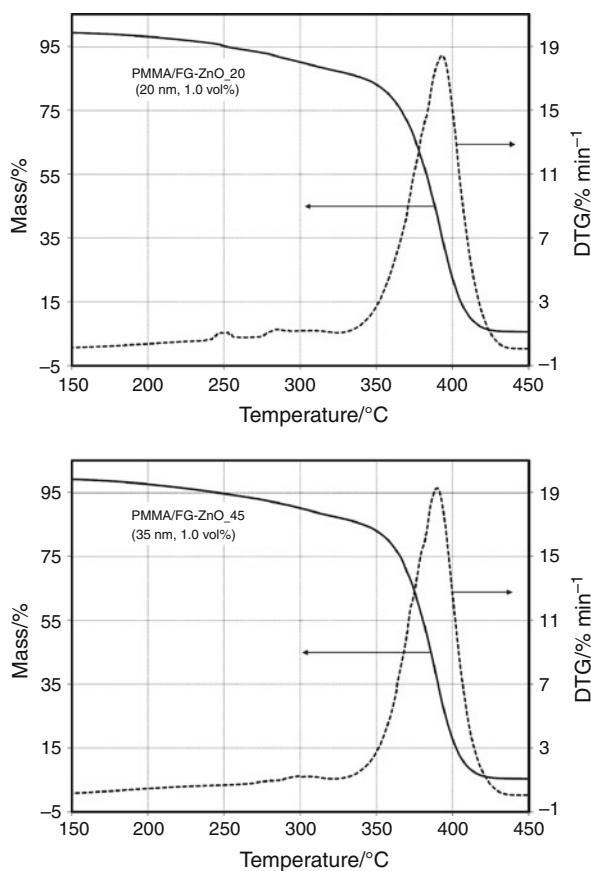 95
75
55
35
15
−5
Mass/%
PMMA/FG-ZnO_20
(20 nm, 1.0 vol%)
19
15
11
7
3
−1
DTG/% min⁻¹
150 200 250 300 350 400 450
Temperature/°C
95
75
55
35
15
−5
Mass/%
PMMA/FG-ZnO_45
(35 nm, 1.0 vol%)
19
15
11
7
3
−1
DTG/% min⁻¹
150 200 250 300 350 400 450
Temperature/°C